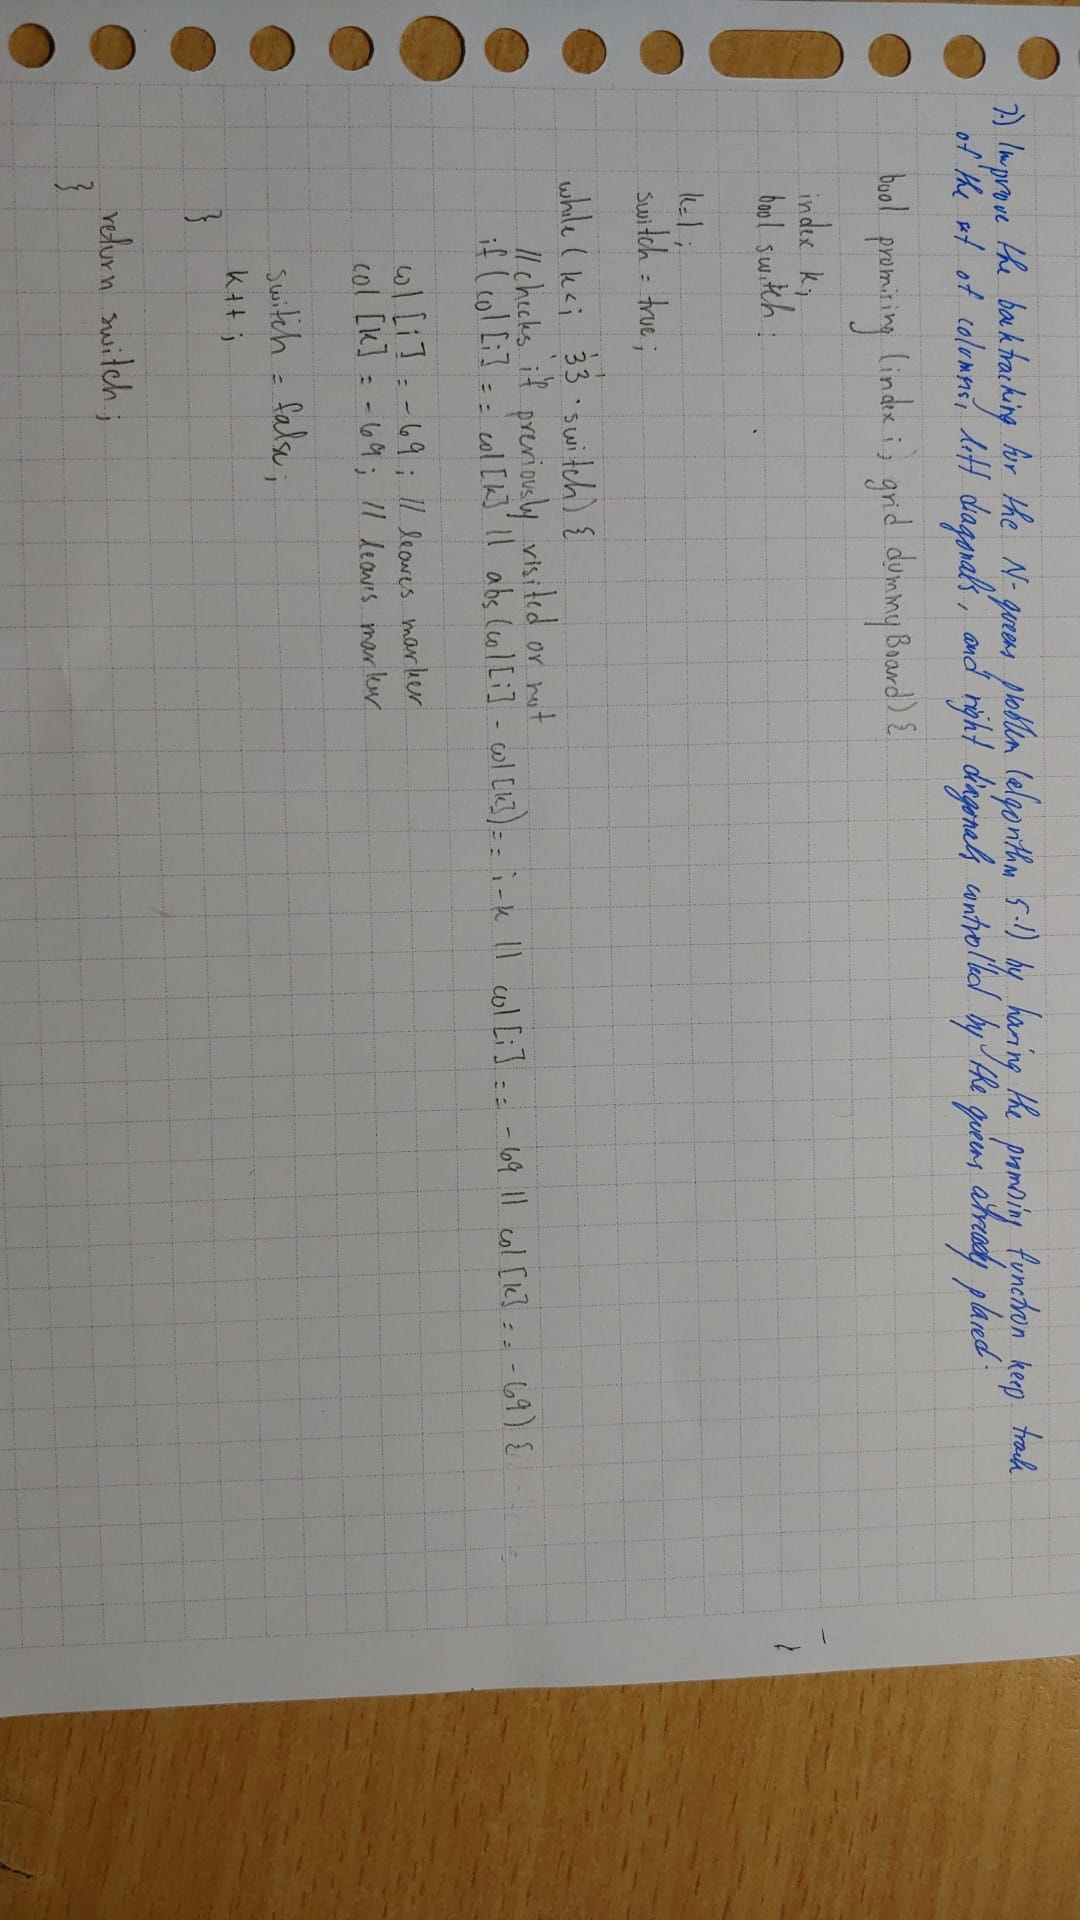 7.) Improve the backtracking for the N-queens problem (algorithm 5.1) by having the promising function keep track
of the set of columns, left diagonals, and right diagonals controlled by the queens already placed.
bool promising (index i, grid dummyBoard) {
index k;
bool switch;
k=1;
switch = true;
while (k<i && switch) {
// checks if previously visited or not
if (col [i] == col [k] || abs (col [i] - col [k]) == i-k || col [i] == -69 || col [k] == -69) {
col [i] = -69; // leaves marker
col [k] = -69; // leaves marker
switch = false;
k++;
}
return switch;
}